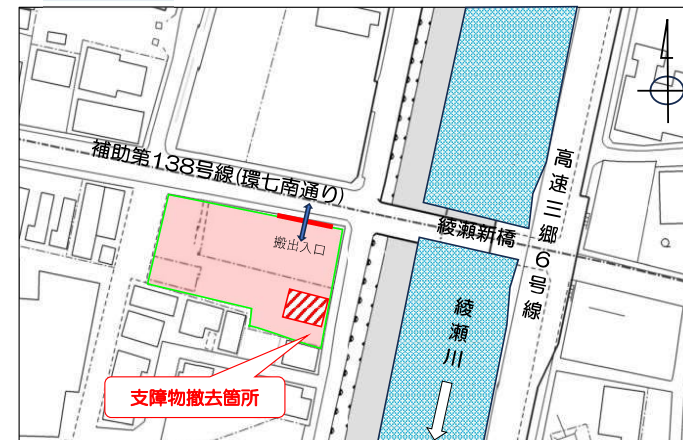 補助第138号線(環七南通り)
搬出入口
綾瀬新橋
高速三郷6号線
綾瀬川
支障物撤去箇所